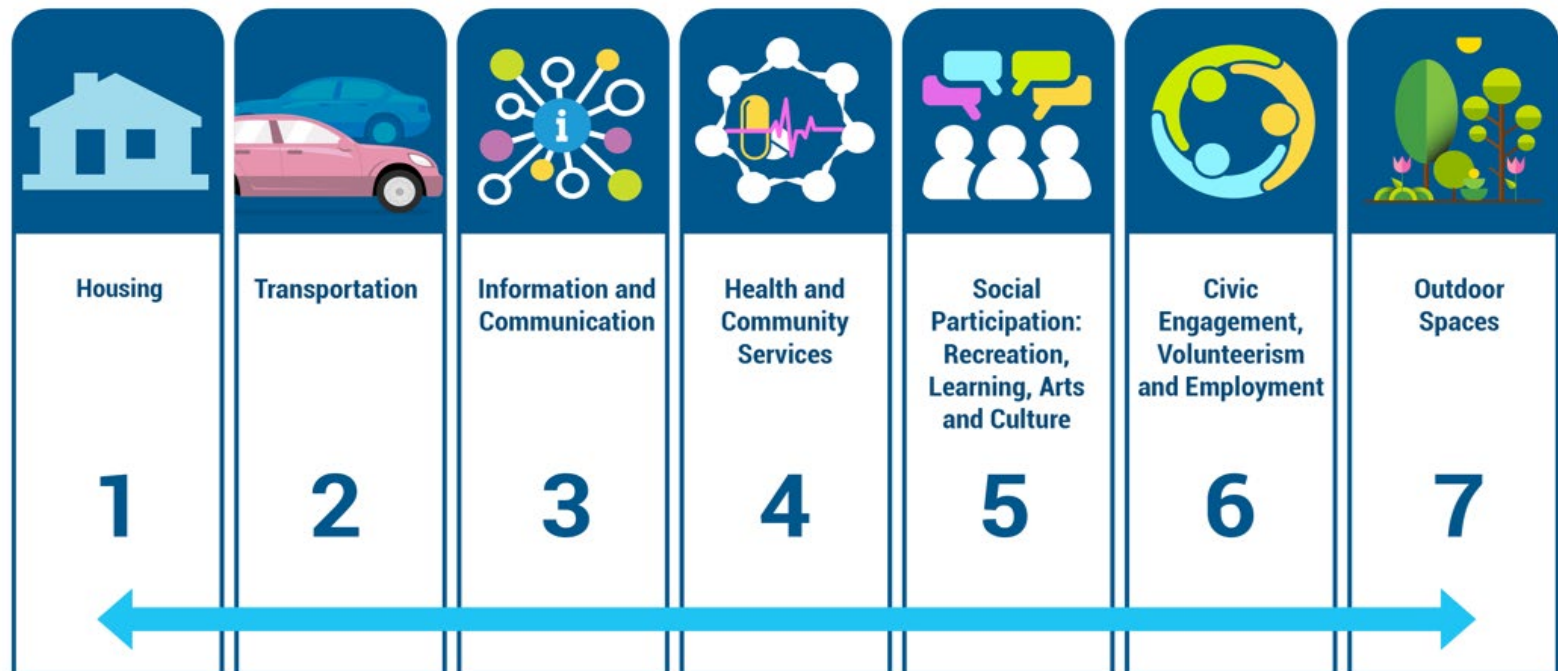 i
Housing
1
Transportation
2
Information and
Communication
3
Health and
Community
Services
4
Social
Participation:
Recreation,
Learning, Arts
and Culture
5
Civic
Engagement,
Volunteerism
and Employment
6
Outdoor
Spaces
7